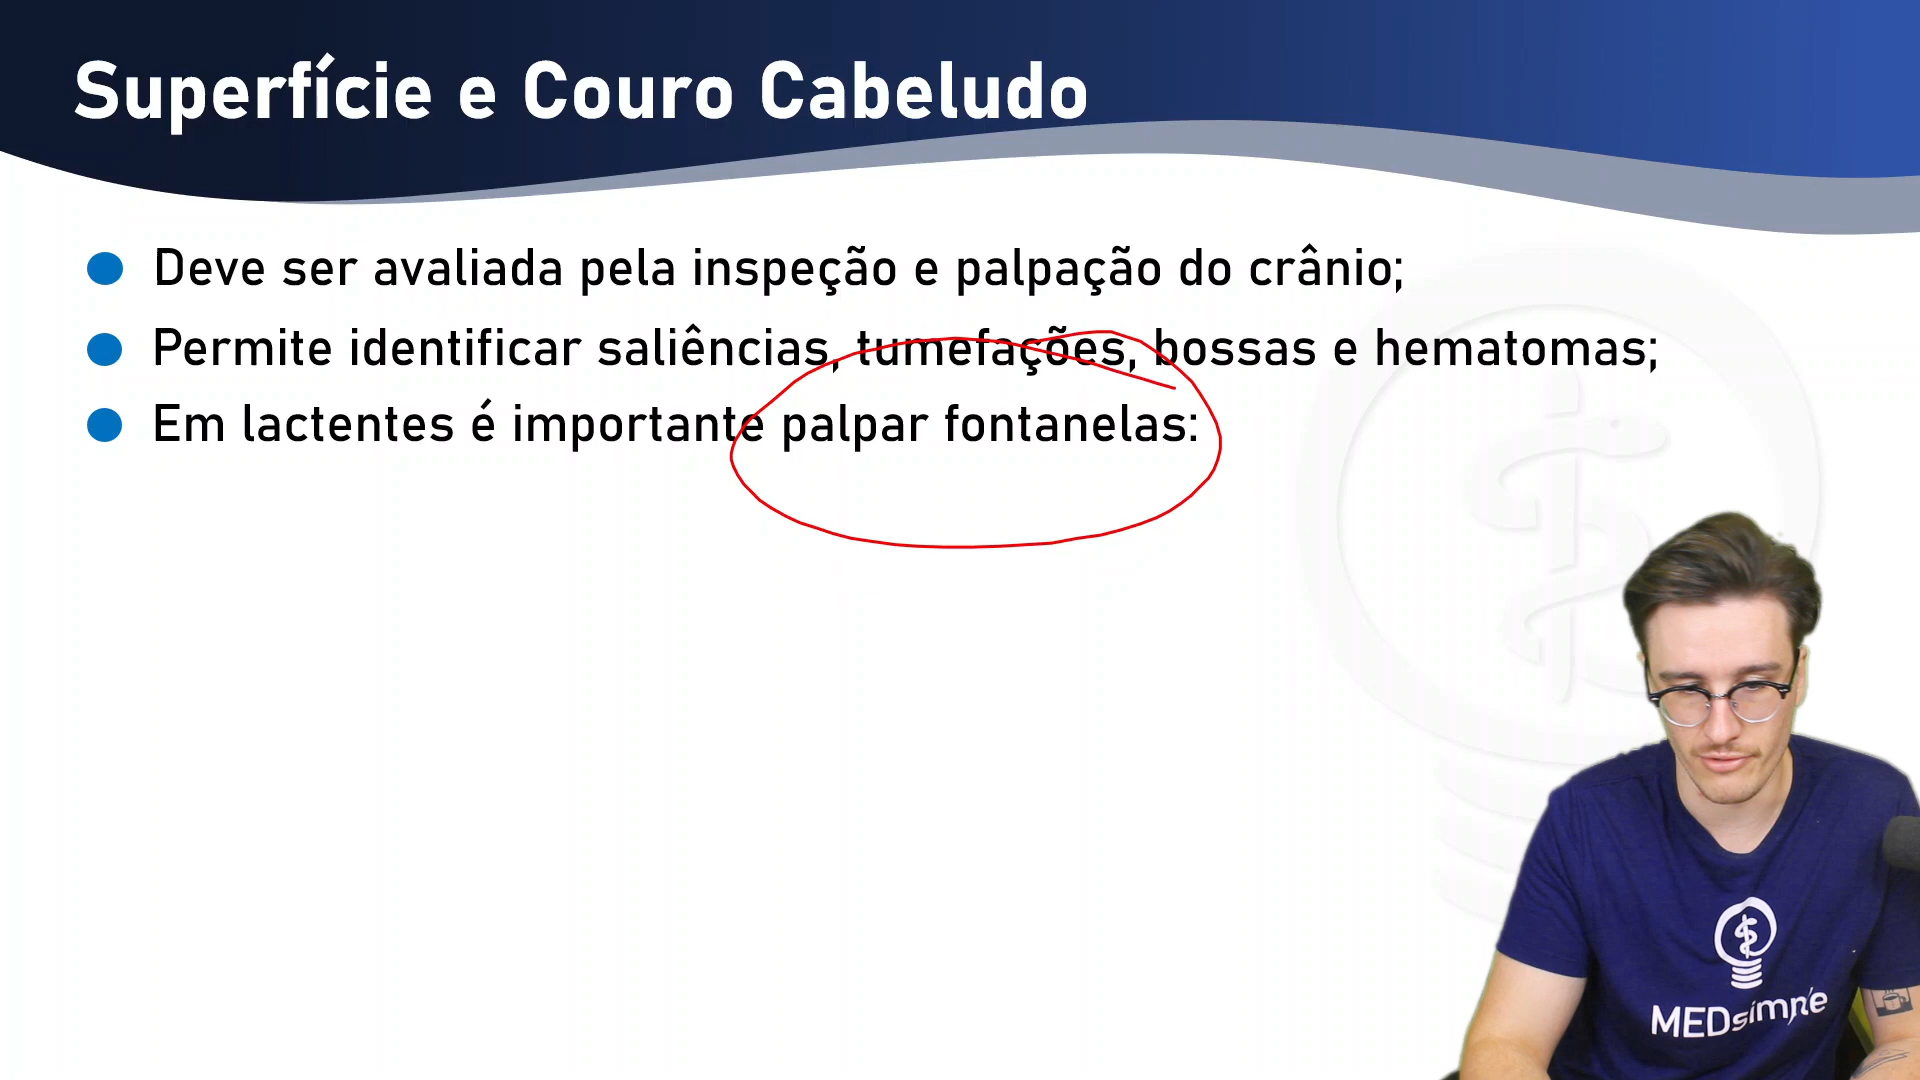 Superfície e Couro Cabeludo
Deve ser avaliada pela inspeção e palpação do crânio;
Permite identificar saliências, tumefações, bossas e hematomas;
Em lactentes é importante palpar fontanelas:
MEDsimple